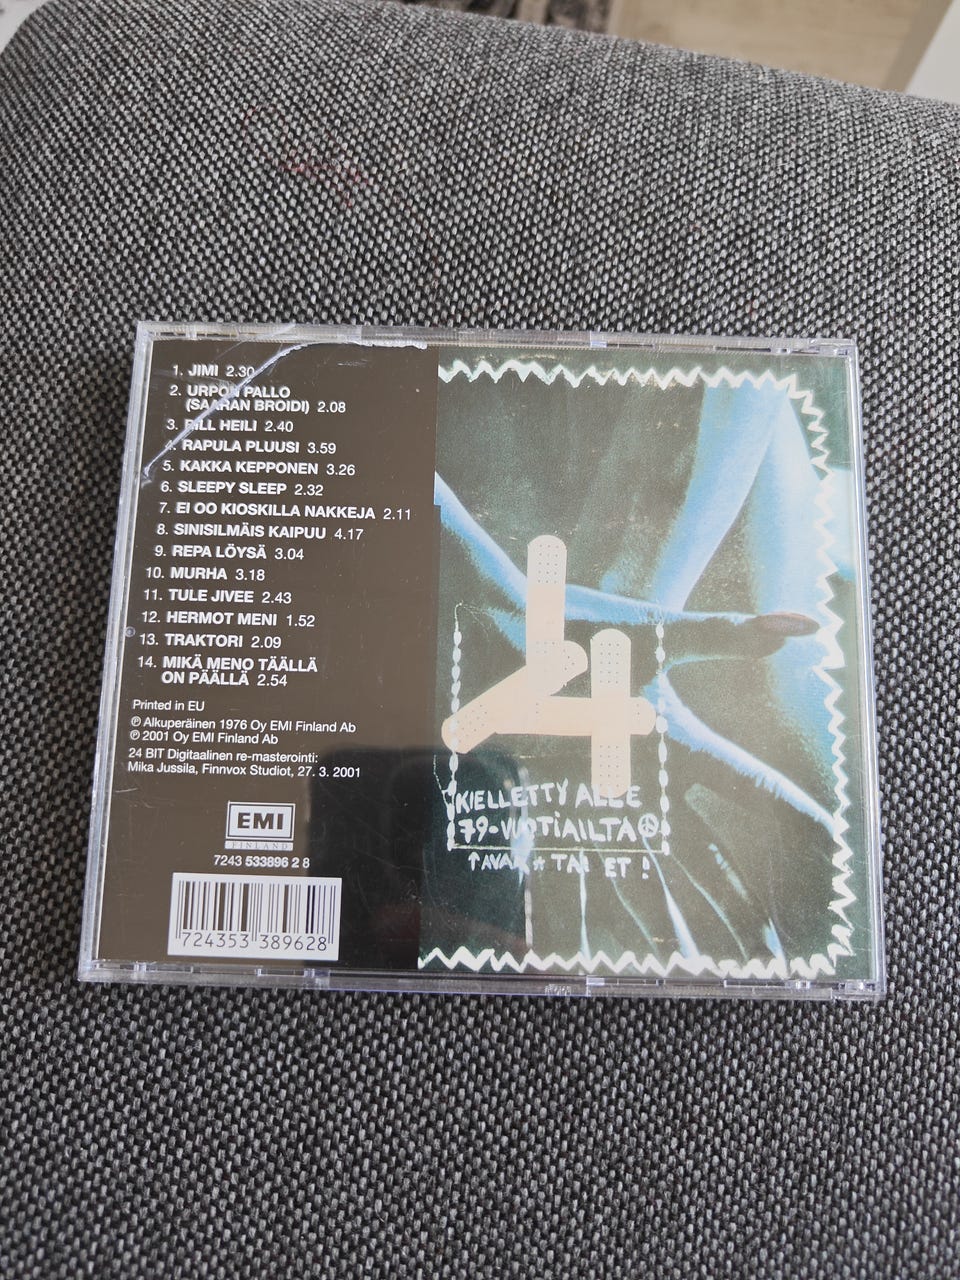 1. JIMI 2.30
2. URPON PALLO
(SAARAN BROIDI) 2.08
3. PILL HEILI 2.40
4. RAPULA PLUUSI 3.59
5. KAKKA KEPPONEN 3.26
6. SLEEPY SLEEP 2.32
7. EI OO KIOSKILLA NAKKEJA 2.11
8. SINISILMÄIS KAIPUU 4.17
9. REPA LÖYSÄ 3.04
10. MURHA 3.18
11. TULE JIVEE 2.43
12. HERMOT MENI 1.52
13. TRAKTORI 2.09
14. MIKÄ MENO TÄÄLLÄ
ON PÄÄLLÄ 2.54
Printed in EU
℗ Alkuperäinen 1976 Oy EMI Finland Ab
℗ 2001 Oy EMI Finland Ab
24 BIT Digitaalinen re-masterointi:
Mika Jussila, Finnvox Studiot, 27. 3. 2001
EMI
FINLAND
7243 533896 2 8
724353 389628
KIELLETTY ALLE
79-WOTIAILTA
TAI ET!